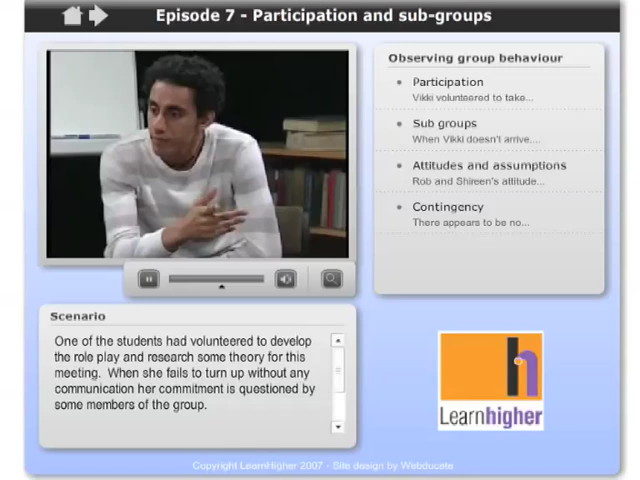 Episode 7 - Participation and sub-groups
Observing group behaviour
Participation
Vikki volunteered to take...
Sub groups
When Vikki doesn't arrive,...
Attitudes and assumptions
Rob and Shireen's attitude...
Contingency
There appears to be no...
Scenario
One of the students had volunteered to develop
the role play and research some theory for this
meeting. When she fails to turn up without any
communication her commitment is questioned by
some members of the group.
Learnhigher
Copyright LearnHigher 2007 - Site design by Webducate